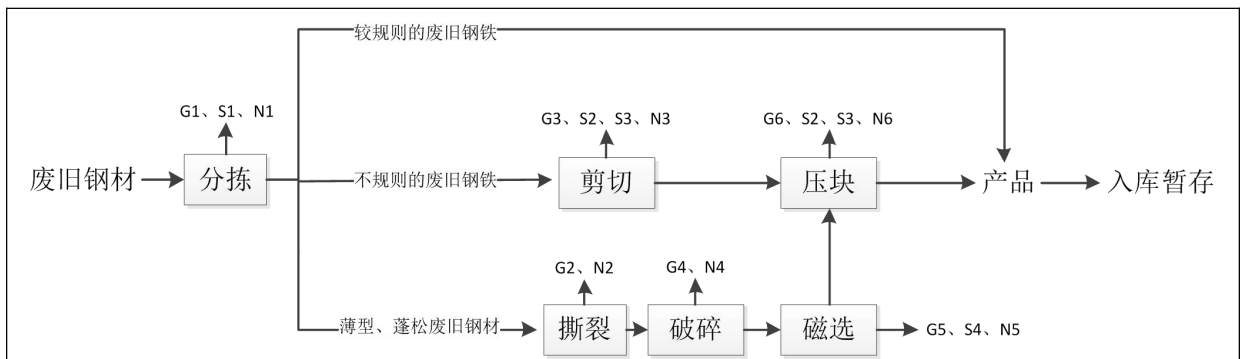 较规则的废旧钢铁
G1、S1、N1
G3、S2、S3、N3
G6、S2、S3、N6
废旧钢材
分拣
不规则的废旧钢铁
剪切
压块
产品
入库暂存
G2、N2
G4、N4
薄型、蓬松废旧钢材
撕裂
破碎
磁选
G5、S4、N5